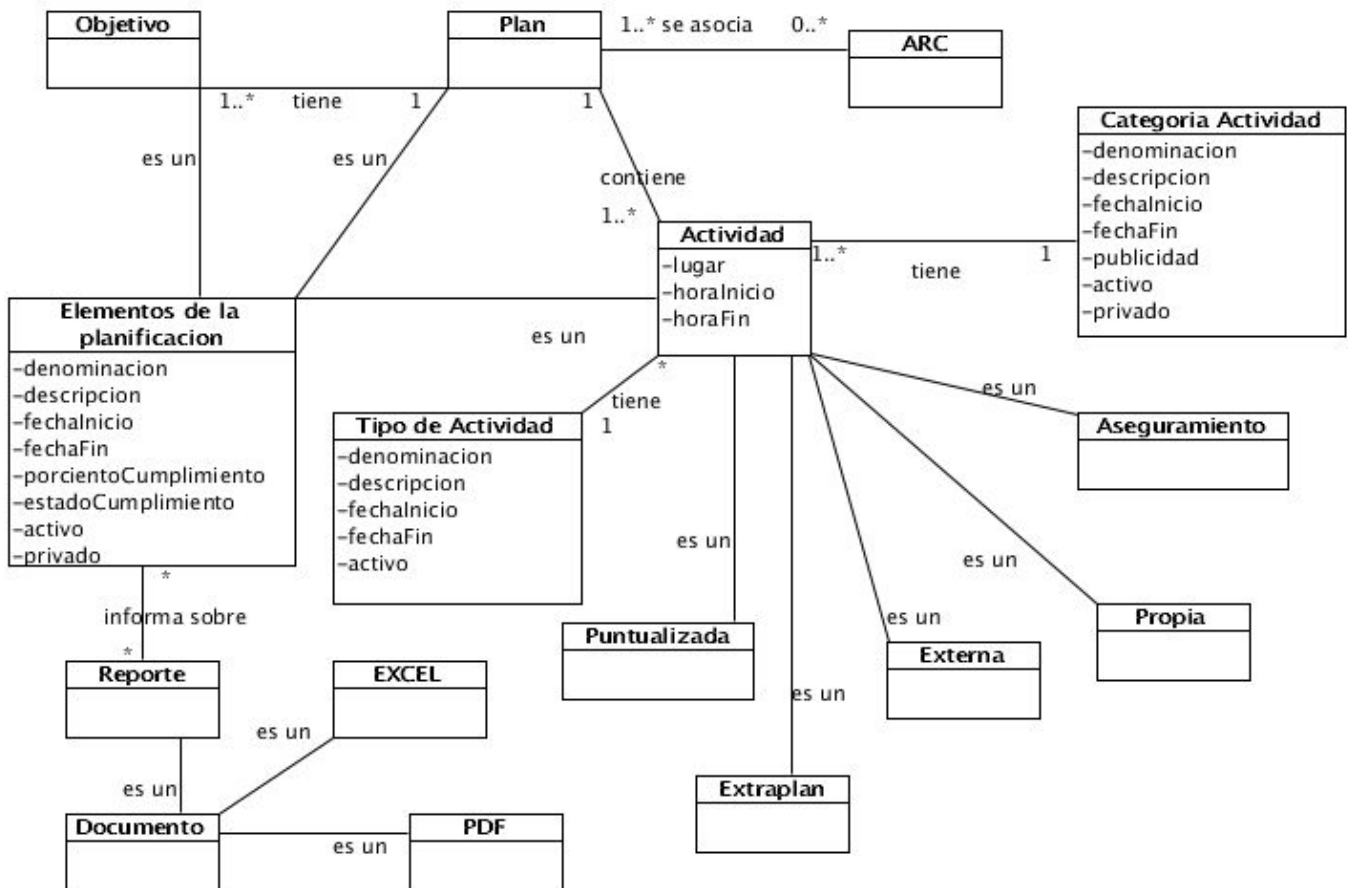 Objetivo
Plan
1..* se asocia 0..*
ARC
1..* tiene 1
1
es un
es un
contiene
1..*
Categoria Actividad
-denominacion
-descripcion
-fechaInicio
-fechaFin
-publicidad
-activo
-privado
Actividad
-lugar
-horaInicio
-horaFin
1..* tiene 1
Elementos de la
planificacion
-denominacion
-descripcion
-fechaInicio
-fechaFin
-porcientoCumplimiento
-estadoCumplimiento
-activo
-privado
es un
*
tiene
1
Tipo de Actividad
-denominacion
-descripcion
-fechaInicio
-fechaFin
-activo
es un
Aseguramiento
es un
es un
Propia
es un
Externa
Puntualizada
es un
Extraplan
*
informa sobre
*
Reporte
EXCEL
es un
es un
Documento
es un
PDF